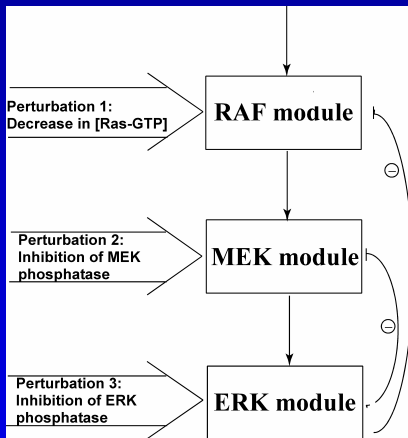 Perturbation 1:
Decrease in [Ras-GTP]
RAF module
Perturbation 2:
Inhibition of MEK
phosphatase
MEK module
Perturbation 3:
Inhibition of ERK
phosphatase
ERK module